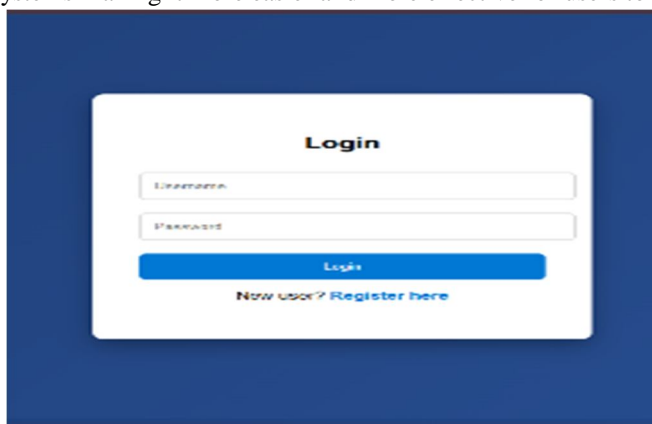 Login
Username
Password
Login
New user? Register here